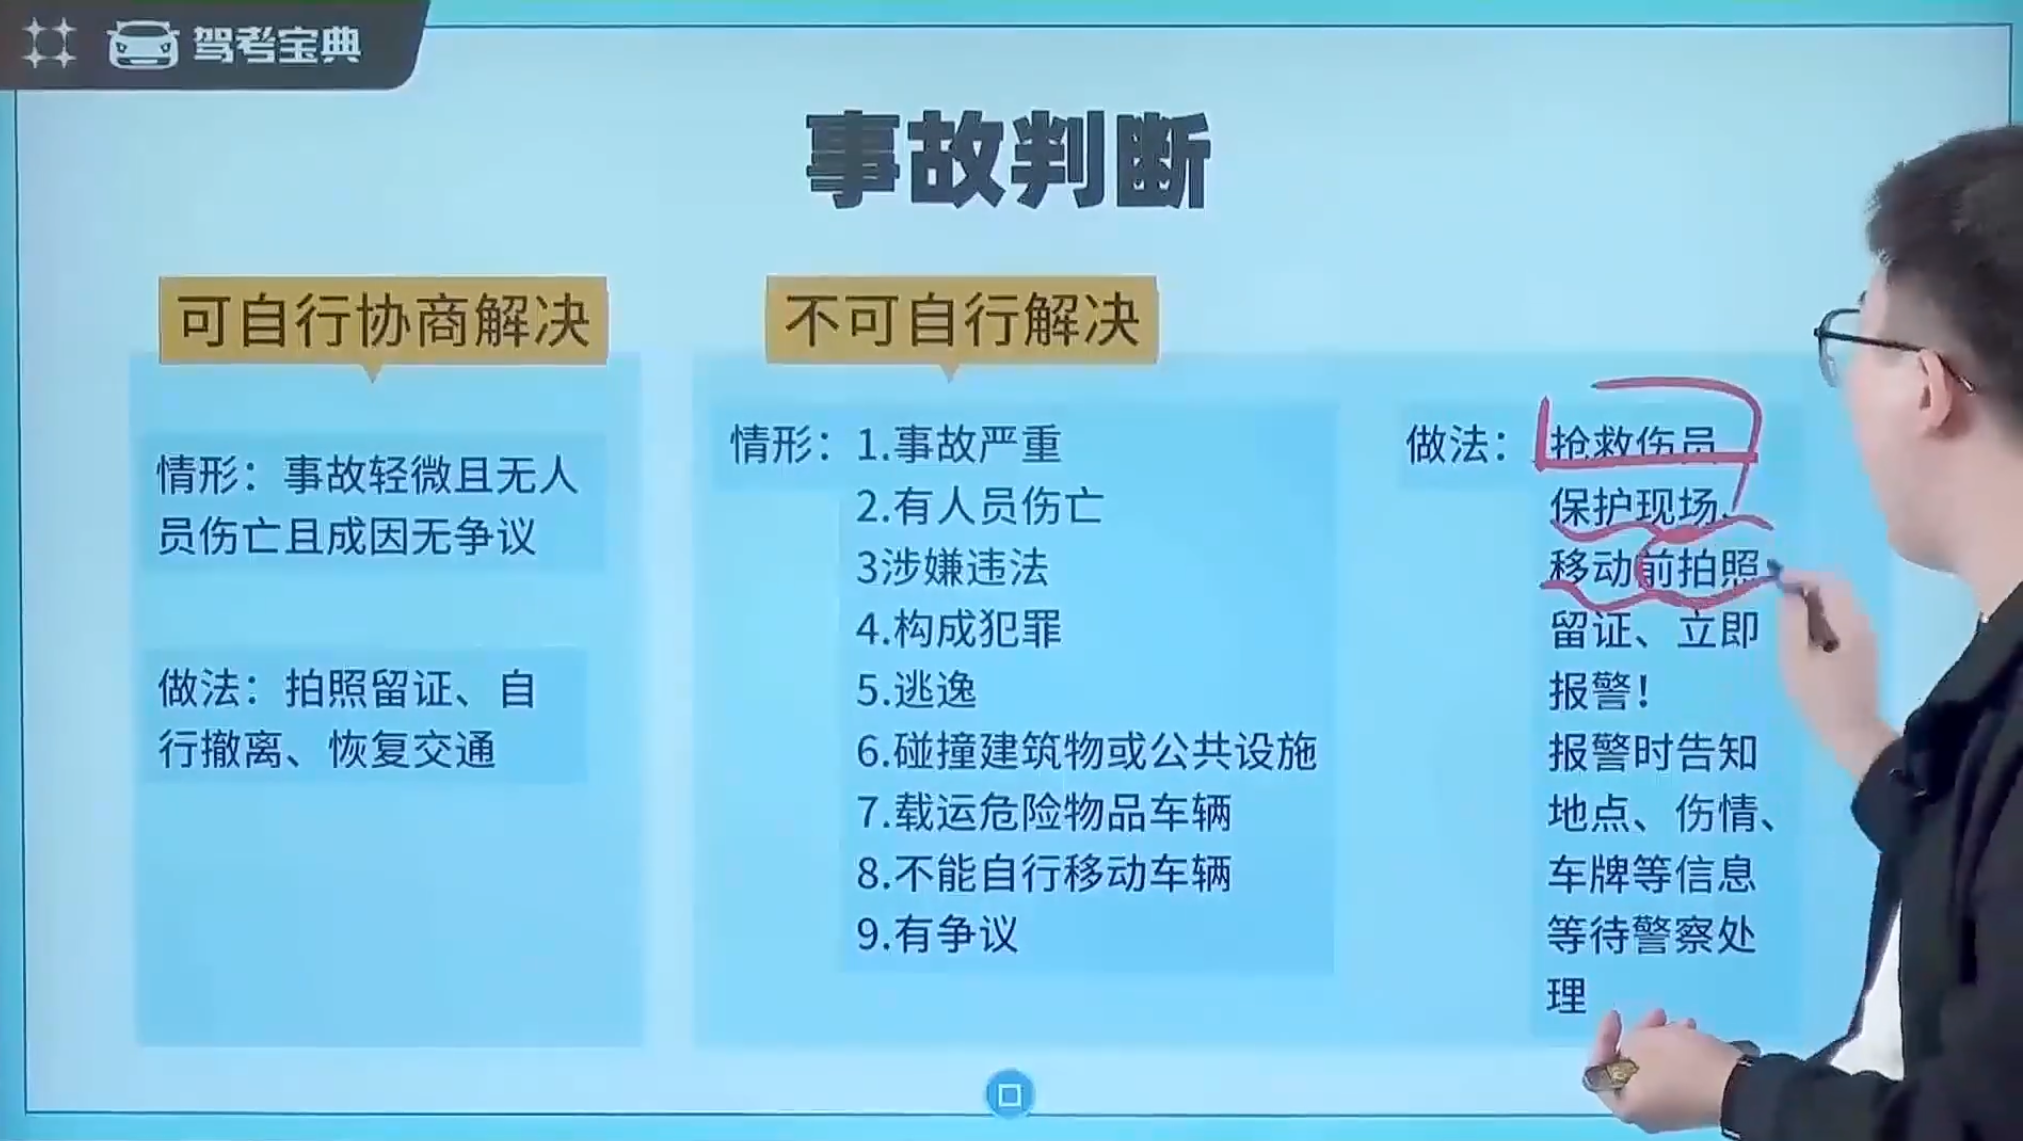 驾考宝典
事故判断
可自行协商解决
情形：事故轻微且无人
员伤亡且成因无争议
做法：拍照留证、自
行撤离、恢复交通
不可自行解决
情形：1.事故严重
2.有人员伤亡
3涉嫌违法
4.构成犯罪
5.逃逸
6.碰撞建筑物或公共设施
7.载运危险物品车辆
8.不能自行移动车辆
9.有争议
做法：抢救伤员
保护现场、
移动前拍照
留证、立即
报警！
报警时告知
地点、伤情、
车牌等信息
等待警察处
理